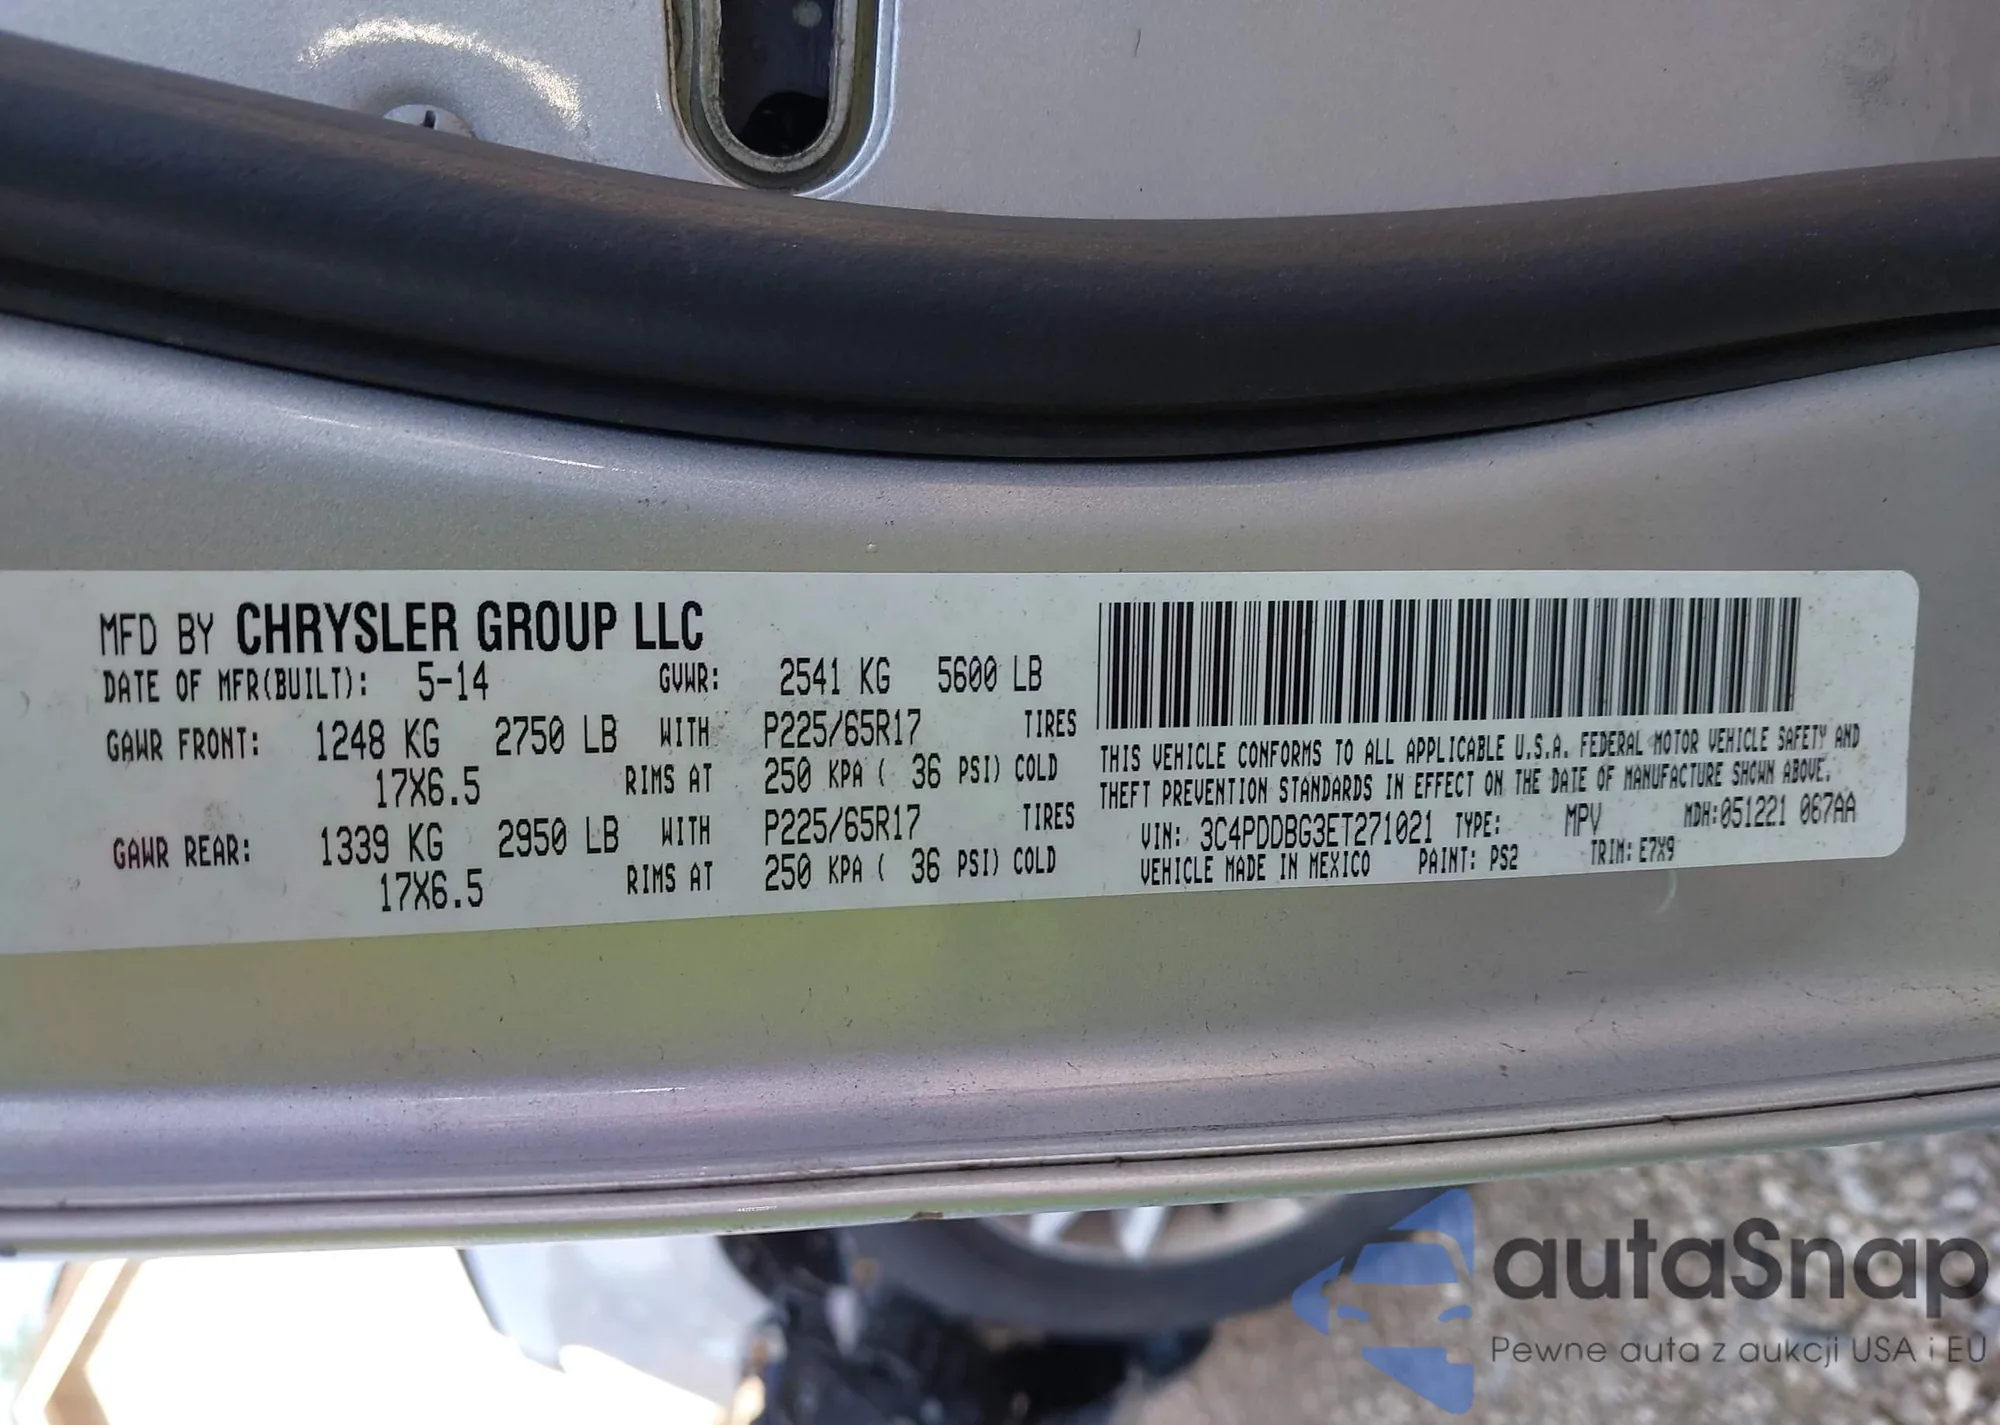 MFD BY CHRYSLER GROUP LLC
DATE OF MFR(BUILT): 5-14 GVWR: 2541 KG 5600 LB
GAWR FRONT: 1248 KG 2750 LB WITH P225/65R17 TIRES
17X6.5 RIMS AT 250 KPA ( 36 PSI) COLD
GAWR REAR: 1339 KG 2950 LB WITH P225/65R17 TIRES
17X6.5 RIMS AT 250 KPA ( 36 PSI) COLD
THIS VEHICLE CONFORMS TO ALL APPLICABLE U.S.A. FEDERAL MOTOR VEHICLE SAFETY AND
THEFT PREVENTION STANDARDS IN EFFECT ON THE DATE OF MANUFACTURE SHOWN ABOVE.
VIN: 3C4PDDBG3ET271021 TYPE: MPV MDH:051221 067AA
VEHICLE MADE IN MEXICO PAINT: PS2 TRIM: E7X9
autaSnap
Pewne auta z aukcji USA i EU